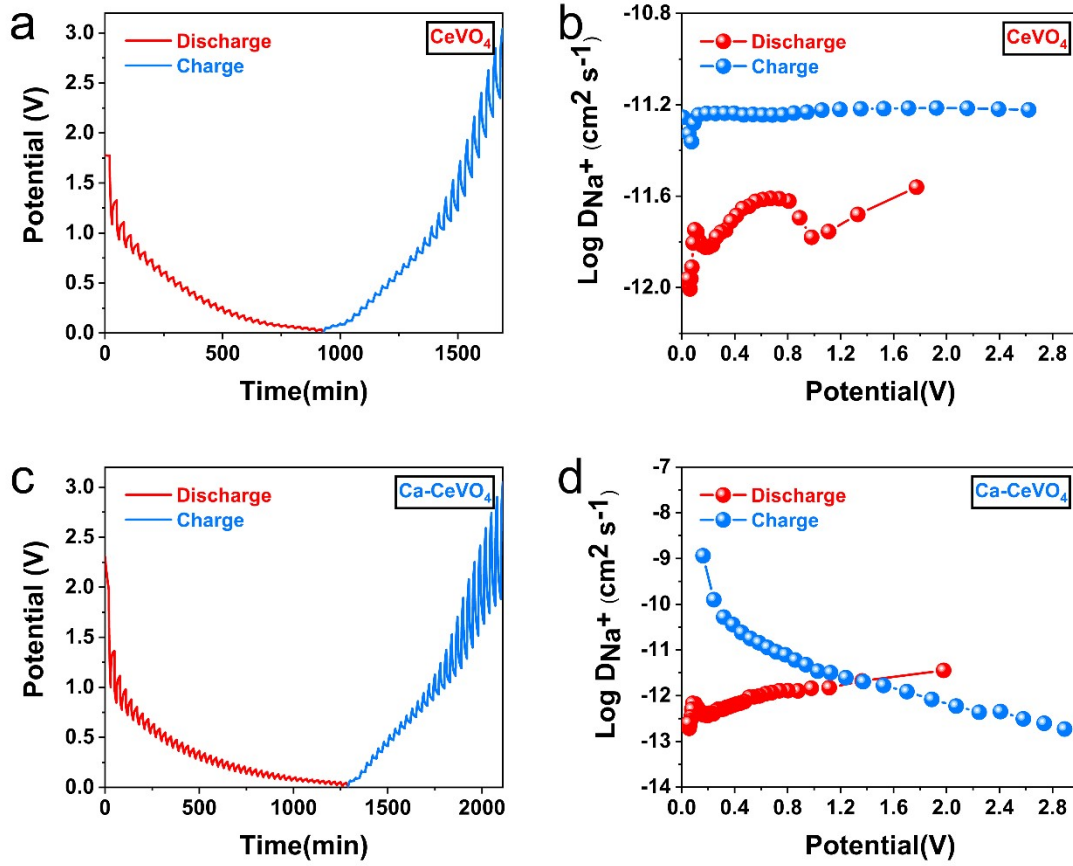 a
Discharge
Charge
CeVO4
3.0
2.5
2.0
1.5
1.0
0.5
0.0
Potential (V)
0 500 1000 1500
Time(min)
b
Discharge
Charge
CeVO4
-10.8
-11.2
-11.6
-12.0
Log DNa+ (cm2 s-1)
0.0 0.4 0.8 1.2 1.6 2.0 2.4 2.8
Potential(V)
c
Discharge
Charge
Ca-CeVO4
3.0
2.5
2.0
1.5
1.0
0.5
0.0
Potential (V)
0 500 1000 1500 2000
Time(min)
d
Discharge
Charge
Ca-CeVO4
-7
-8
-9
-10
-11
-12
-13
-14
Log DNa+ (cm2 s-1)
0.0 0.4 0.8 1.2 1.6 2.0 2.4 2.8
Potential(V)